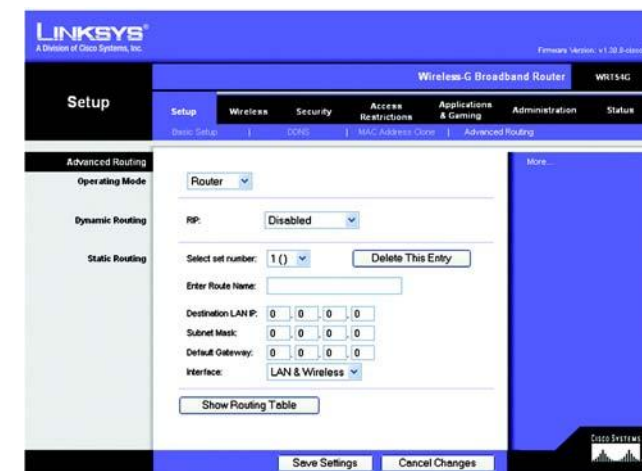 LINKSYS®
A Division of Cisco Systems, Inc.
Firmware Version: v1.30.9-cisco
Wireless-G Broadband Router WRT54G
Setup
Setup Wireless Security Access Restrictions Applications & Gaming Administration Status
Basic Setup | DDNS | MAC Address Clone | Advanced Routing
Advanced Routing
More...
Operating Mode Router
Dynamic Routing RIP: Disabled
Static Routing Select set number: 1 () Delete This Entry
Enter Route Name:
Destination LAN IP: 0 . 0 . 0 . 0
Subnet Mask: 0 . 0 . 0 . 0
Default Gateway: 0 . 0 . 0 . 0
Interface: LAN & Wireless
Show Routing Table
Save Settings Cancel Changes
CISCO SYSTEMS